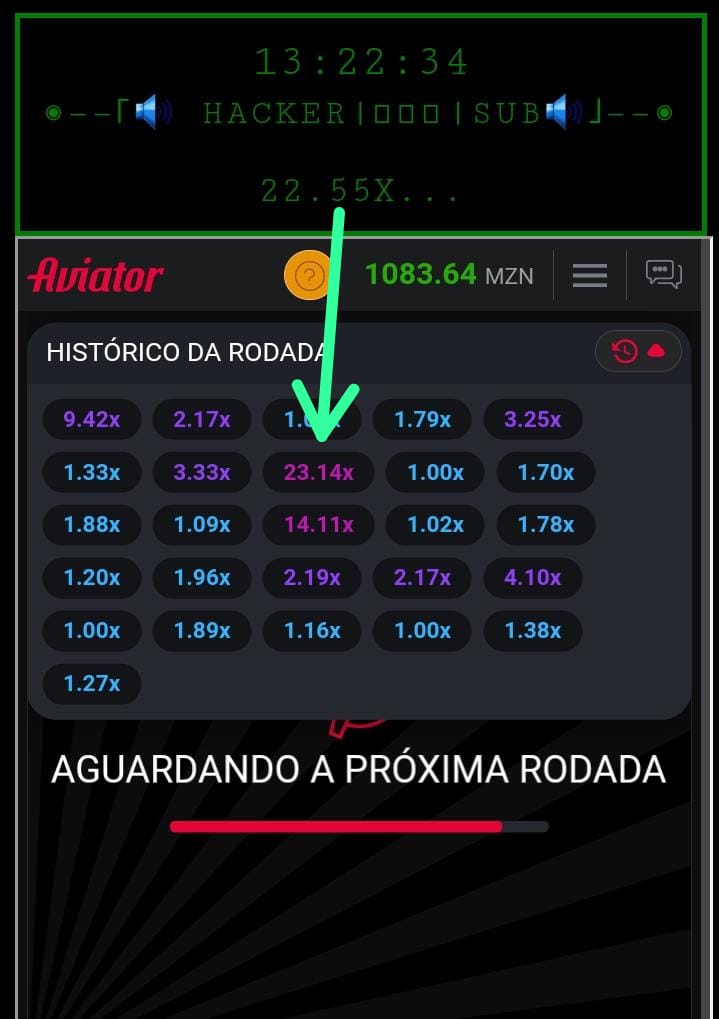 13:22:34
◉--「🔊 HACKER|□□□|SUB🔊」--◉
22.55X...
Aviator
? 1083.64 MZN
HISTÓRICO DA RODADA
9.42x 2.17x 1.79x 3.25x
1.33x 3.33x 23.14x 1.00x 1.70x
1.88x 1.09x 14.11x 1.02x 1.78x
1.20x 1.96x 2.19x 2.17x 4.10x
1.00x 1.89x 1.16x 1.00x 1.38x
1.27x
AGUARDANDO A PRÓXIMA RODADA